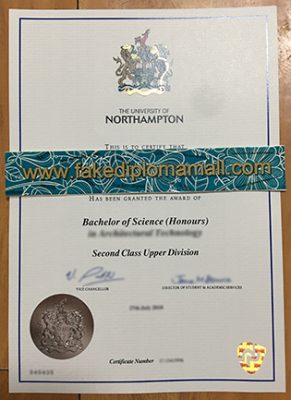 THE UNIVERSITY OF
NORTHAMPTON
THIS IS TO CERTIFY THAT
www.fakediplomamall.com
HAS BEEN GRANTED THE AWARD OF
Bachelor of Science (Honours)
in Architectural Technology
Second Class Upper Division
VICE CHANCELLOR
DIRECTOR OF STUDENT & ACADEMIC SERVICES
Certificate Number